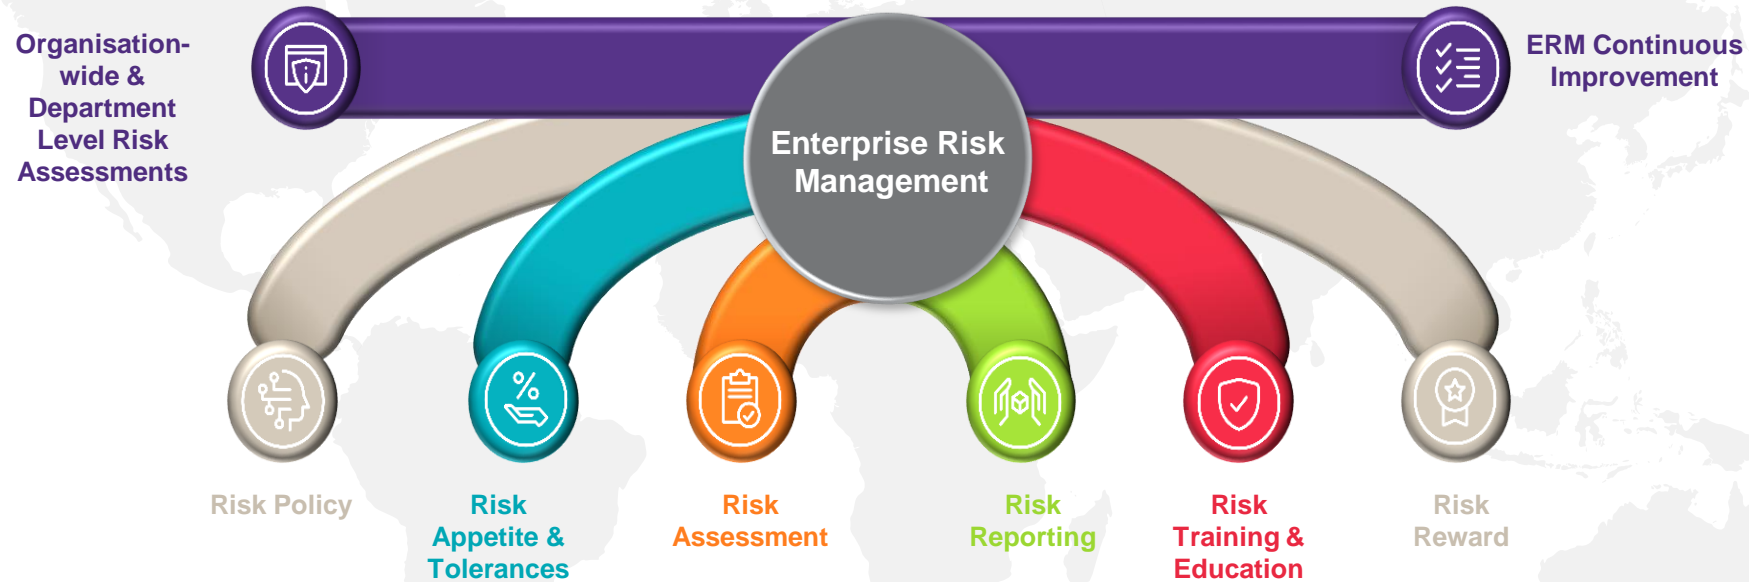 Organisation-
wide &
Department
Level Risk
Assessments
ERM Continuous
Improvement
Enterprise Risk
Management
%
Risk Policy
Risk
Appetite &
Tolerances
Risk
Assessment
Risk
Reporting
Risk
Training &
Education
Risk
Reward